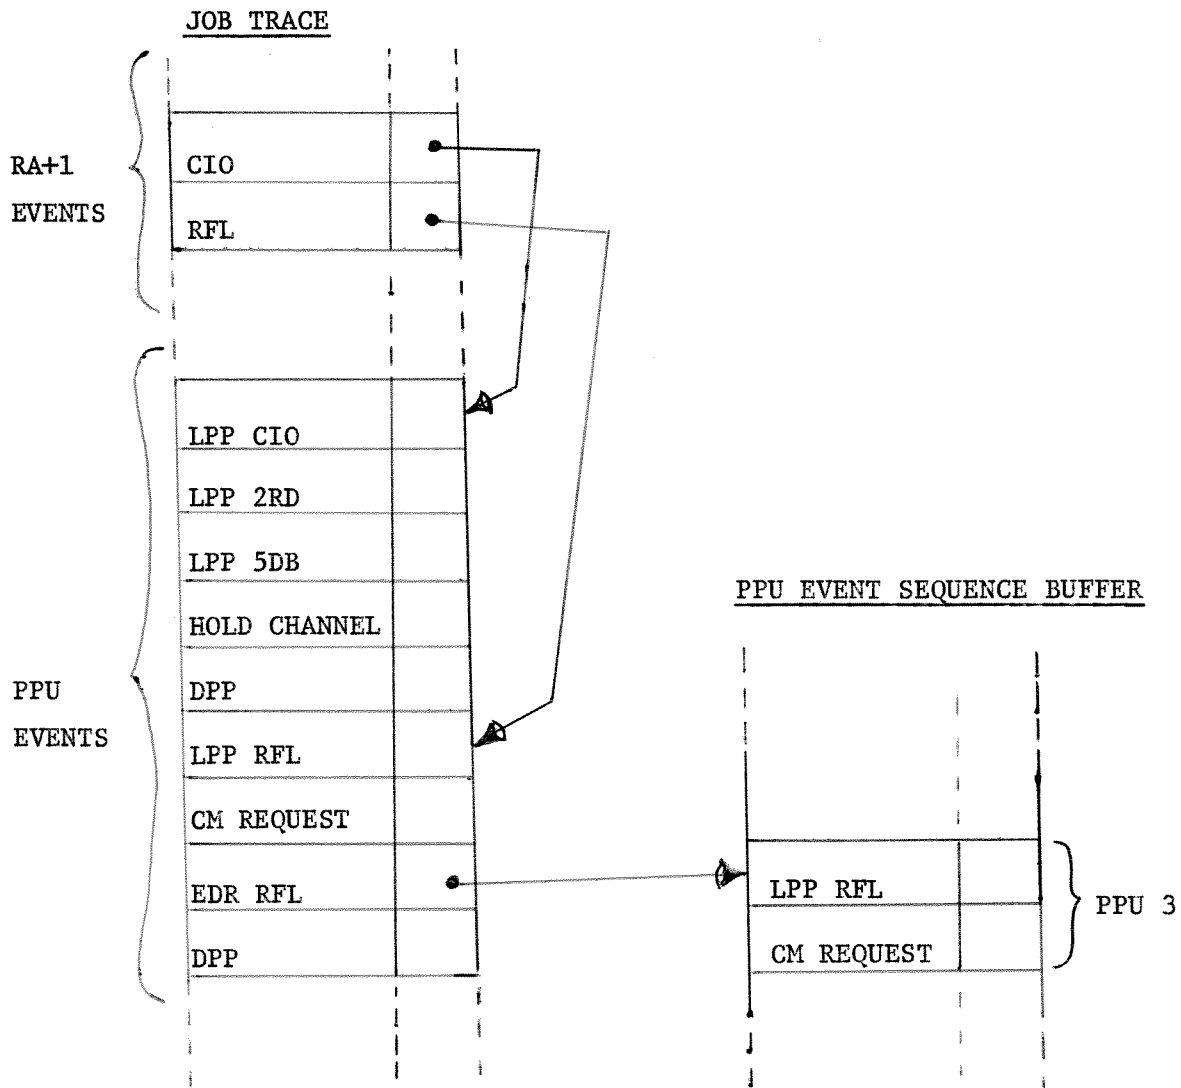 JOB TRACE
RA+1
EVENTS
CIO
RFL
PPU
EVENTS
LPP CIO
LPP 2RD
LPP 5DB
HOLD CHANNEL
DPP
LPP RFL
CM REQUEST
EDR RFL
DPP
PPU EVENT SEQUENCE BUFFER
LPP RFL
CM REQUEST
PPU 3